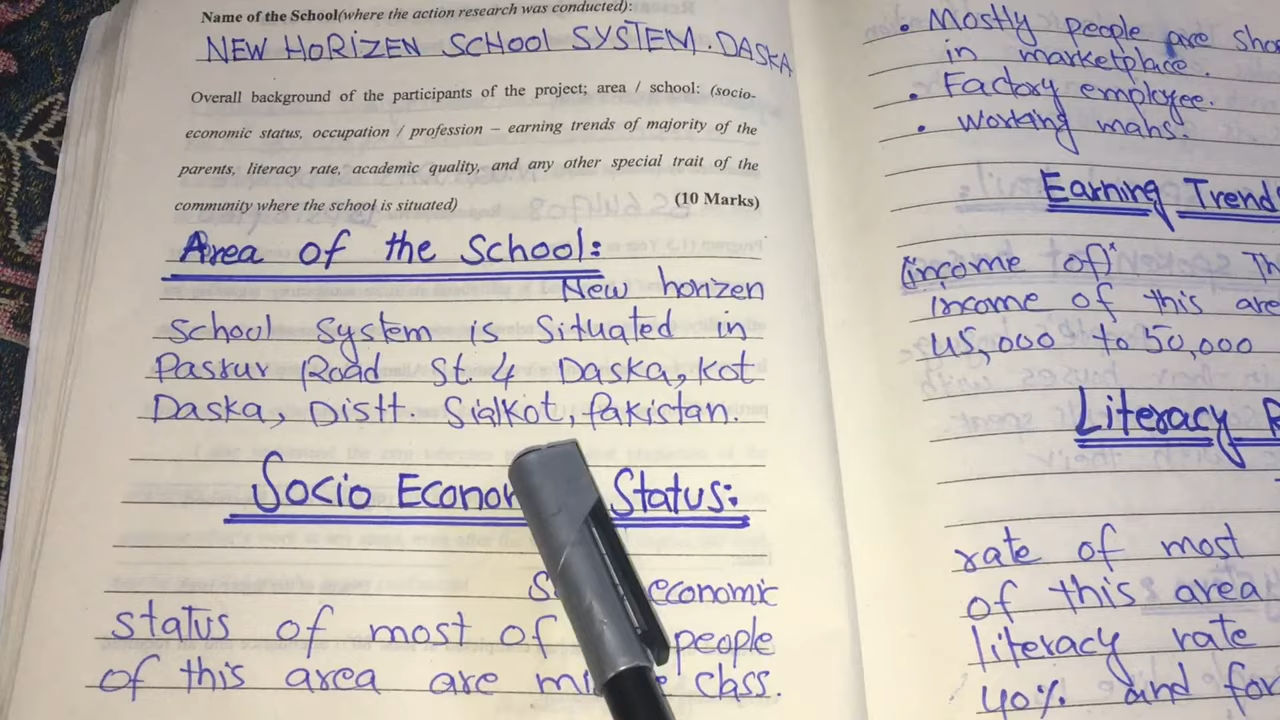 Name of the School(where the action research was conducted):
NEW HORIZEN SCHOOL SYSTEM. DASKA
Overall background of the participants of the project; area / school: (socio-
economic status, occupation / profession – earning trends of majority of the
parents, literacy rate, academic quality, and any other special trait of the
community where the school is situated)
(10 Marks)
Area of the School:
New horizen
School System is Situated in
Pasrur Road St. 4 Daska, Kot
Daska, Distt. Sialkot, Pakistan.
Socio Status:
economic
status of most of people
of this area are class.
• Mostly people are
in marketplace.
• Factory employee.
• Working mans.
Earning Trend
(income of)
income of this are
45,000 to 50,000
Literacy
rate of most
of this area
literacy rate
40% and for